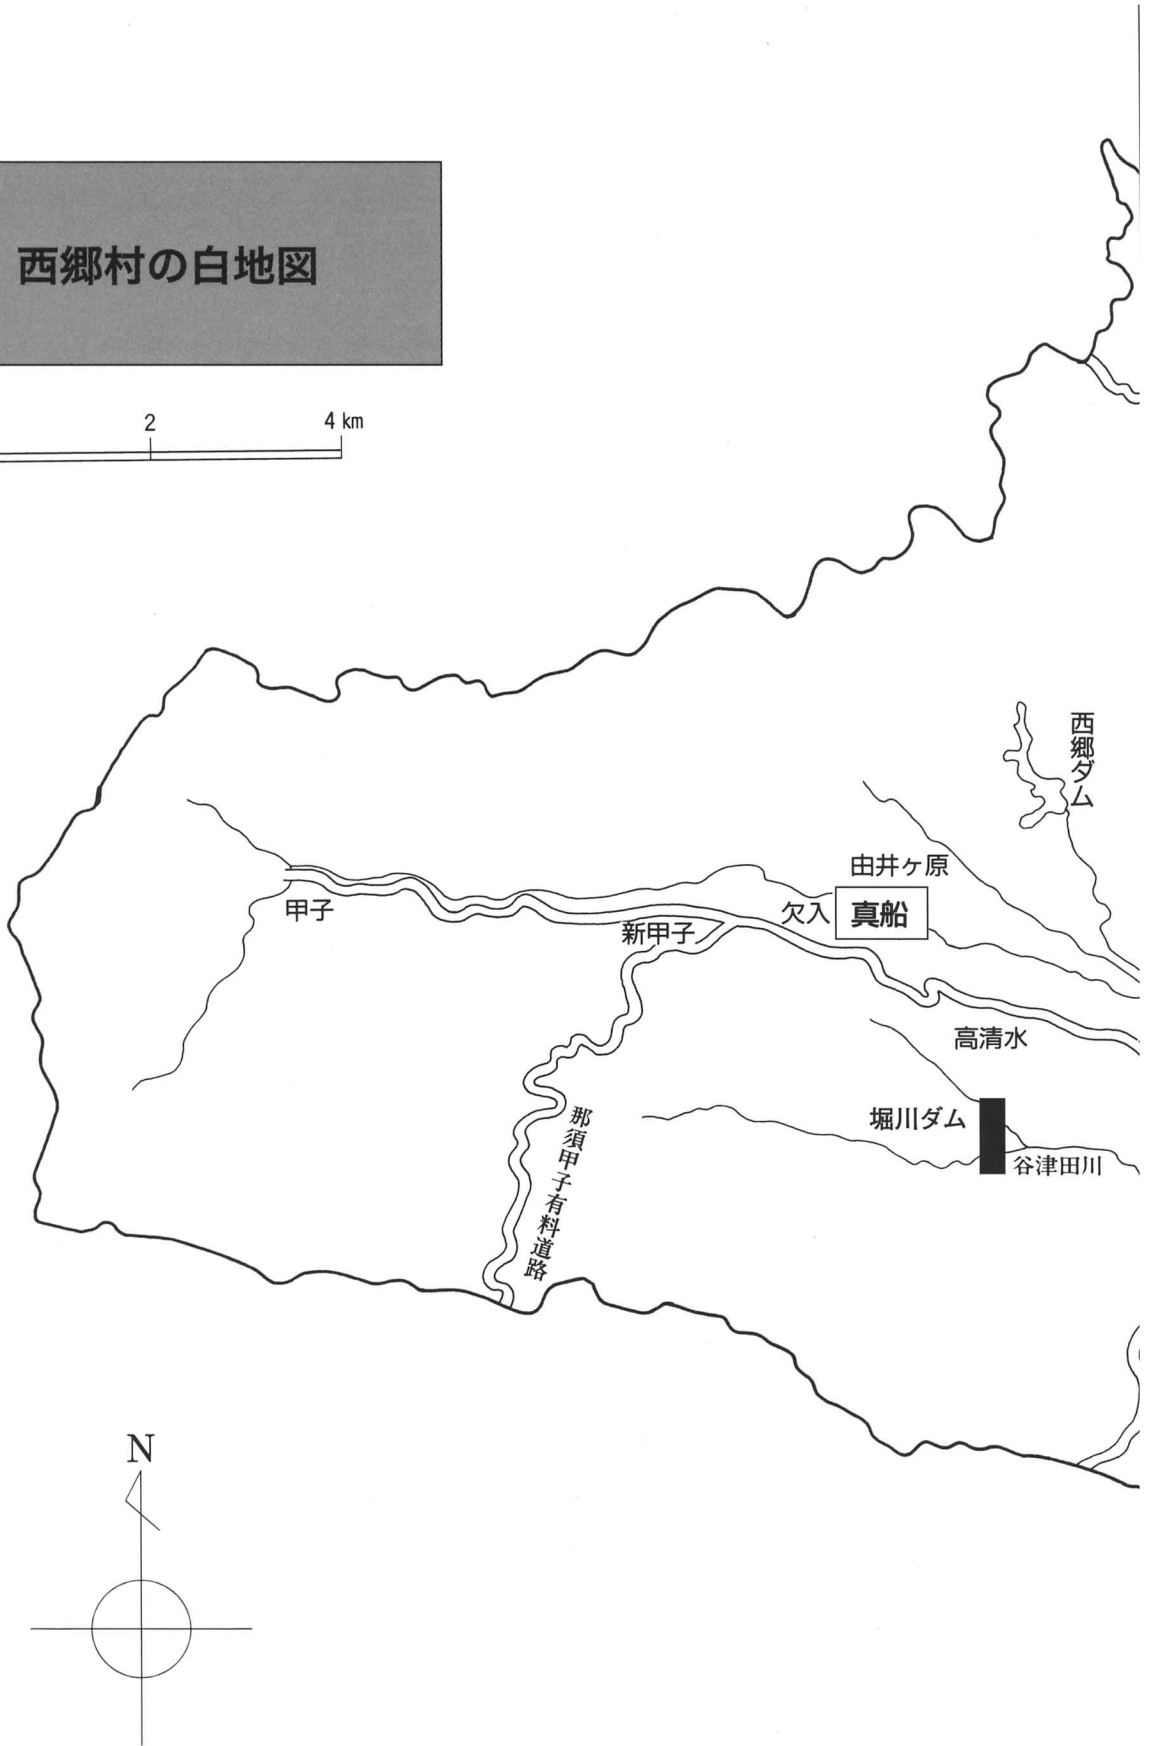 西郷村の白地図
2
4 km
西郷ダム
由井ヶ原
欠入
真船
甲子
新甲子
高清水
堀川ダム
谷津田川
那須甲子有料道路
N